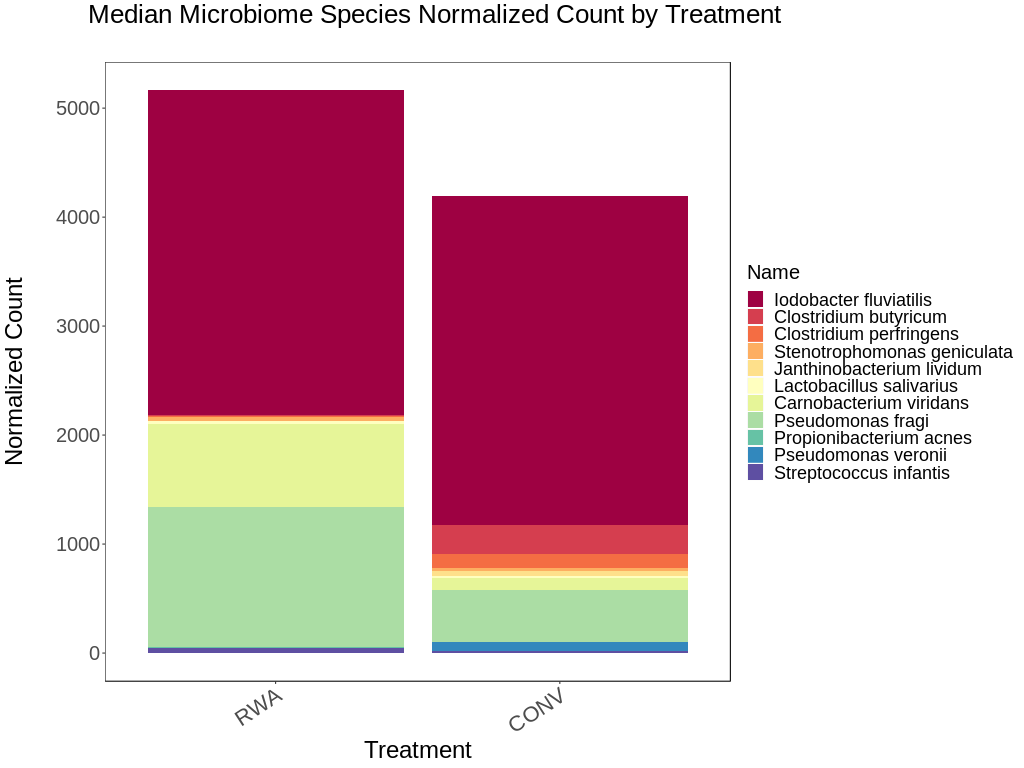 Median Microbiome Species Normalized Count by Treatment
5000
4000
3000
2000
1000
0
Normalized Count
RWA
CONV
Treatment
Name
Iodobacter fluviatilis
Clostridium butyricum
Clostridium perfringens
Stenotrophomonas geniculata
Janthinobacterium lividum
Lactobacillus salivarius
Carnobacterium viridans
Pseudomonas fragi
Propionibacterium acnes
Pseudomonas veronii
Streptococcus infantis